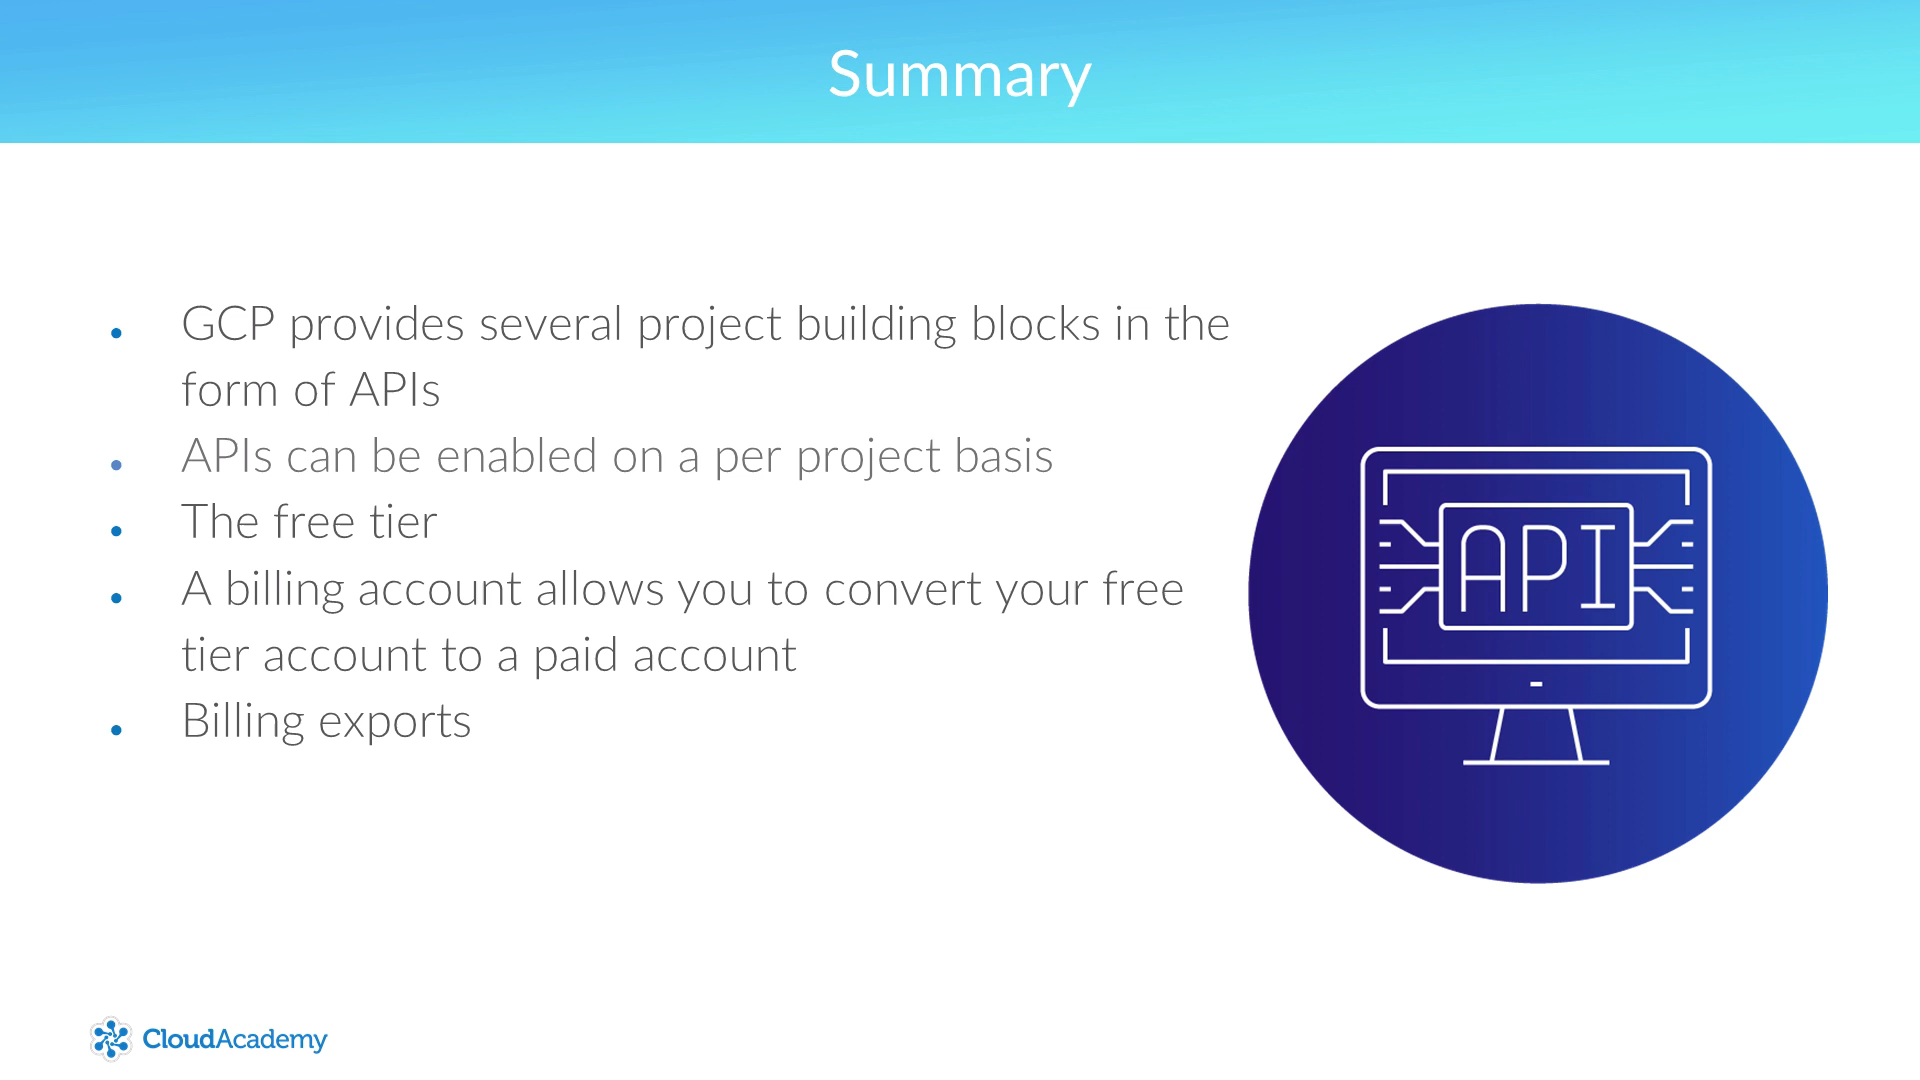 Summary
• GCP provides several project building blocks in the
form of APIs
• APIs can be enabled on a per project basis
• The free tier
• A billing account allows you to convert your free
tier account to a paid account
• Billing exports
API
CloudAcademy